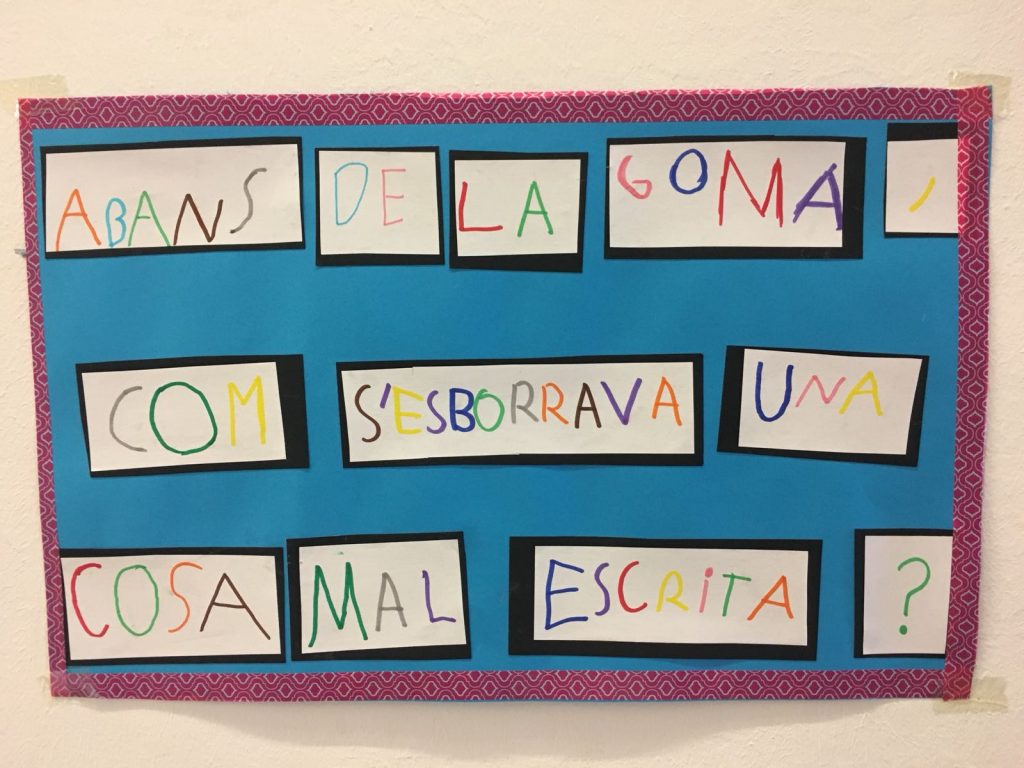 ABANS DE LA GOMA,
COM S'ESBORRAVA UNA
COSA MAL ESCRITA?